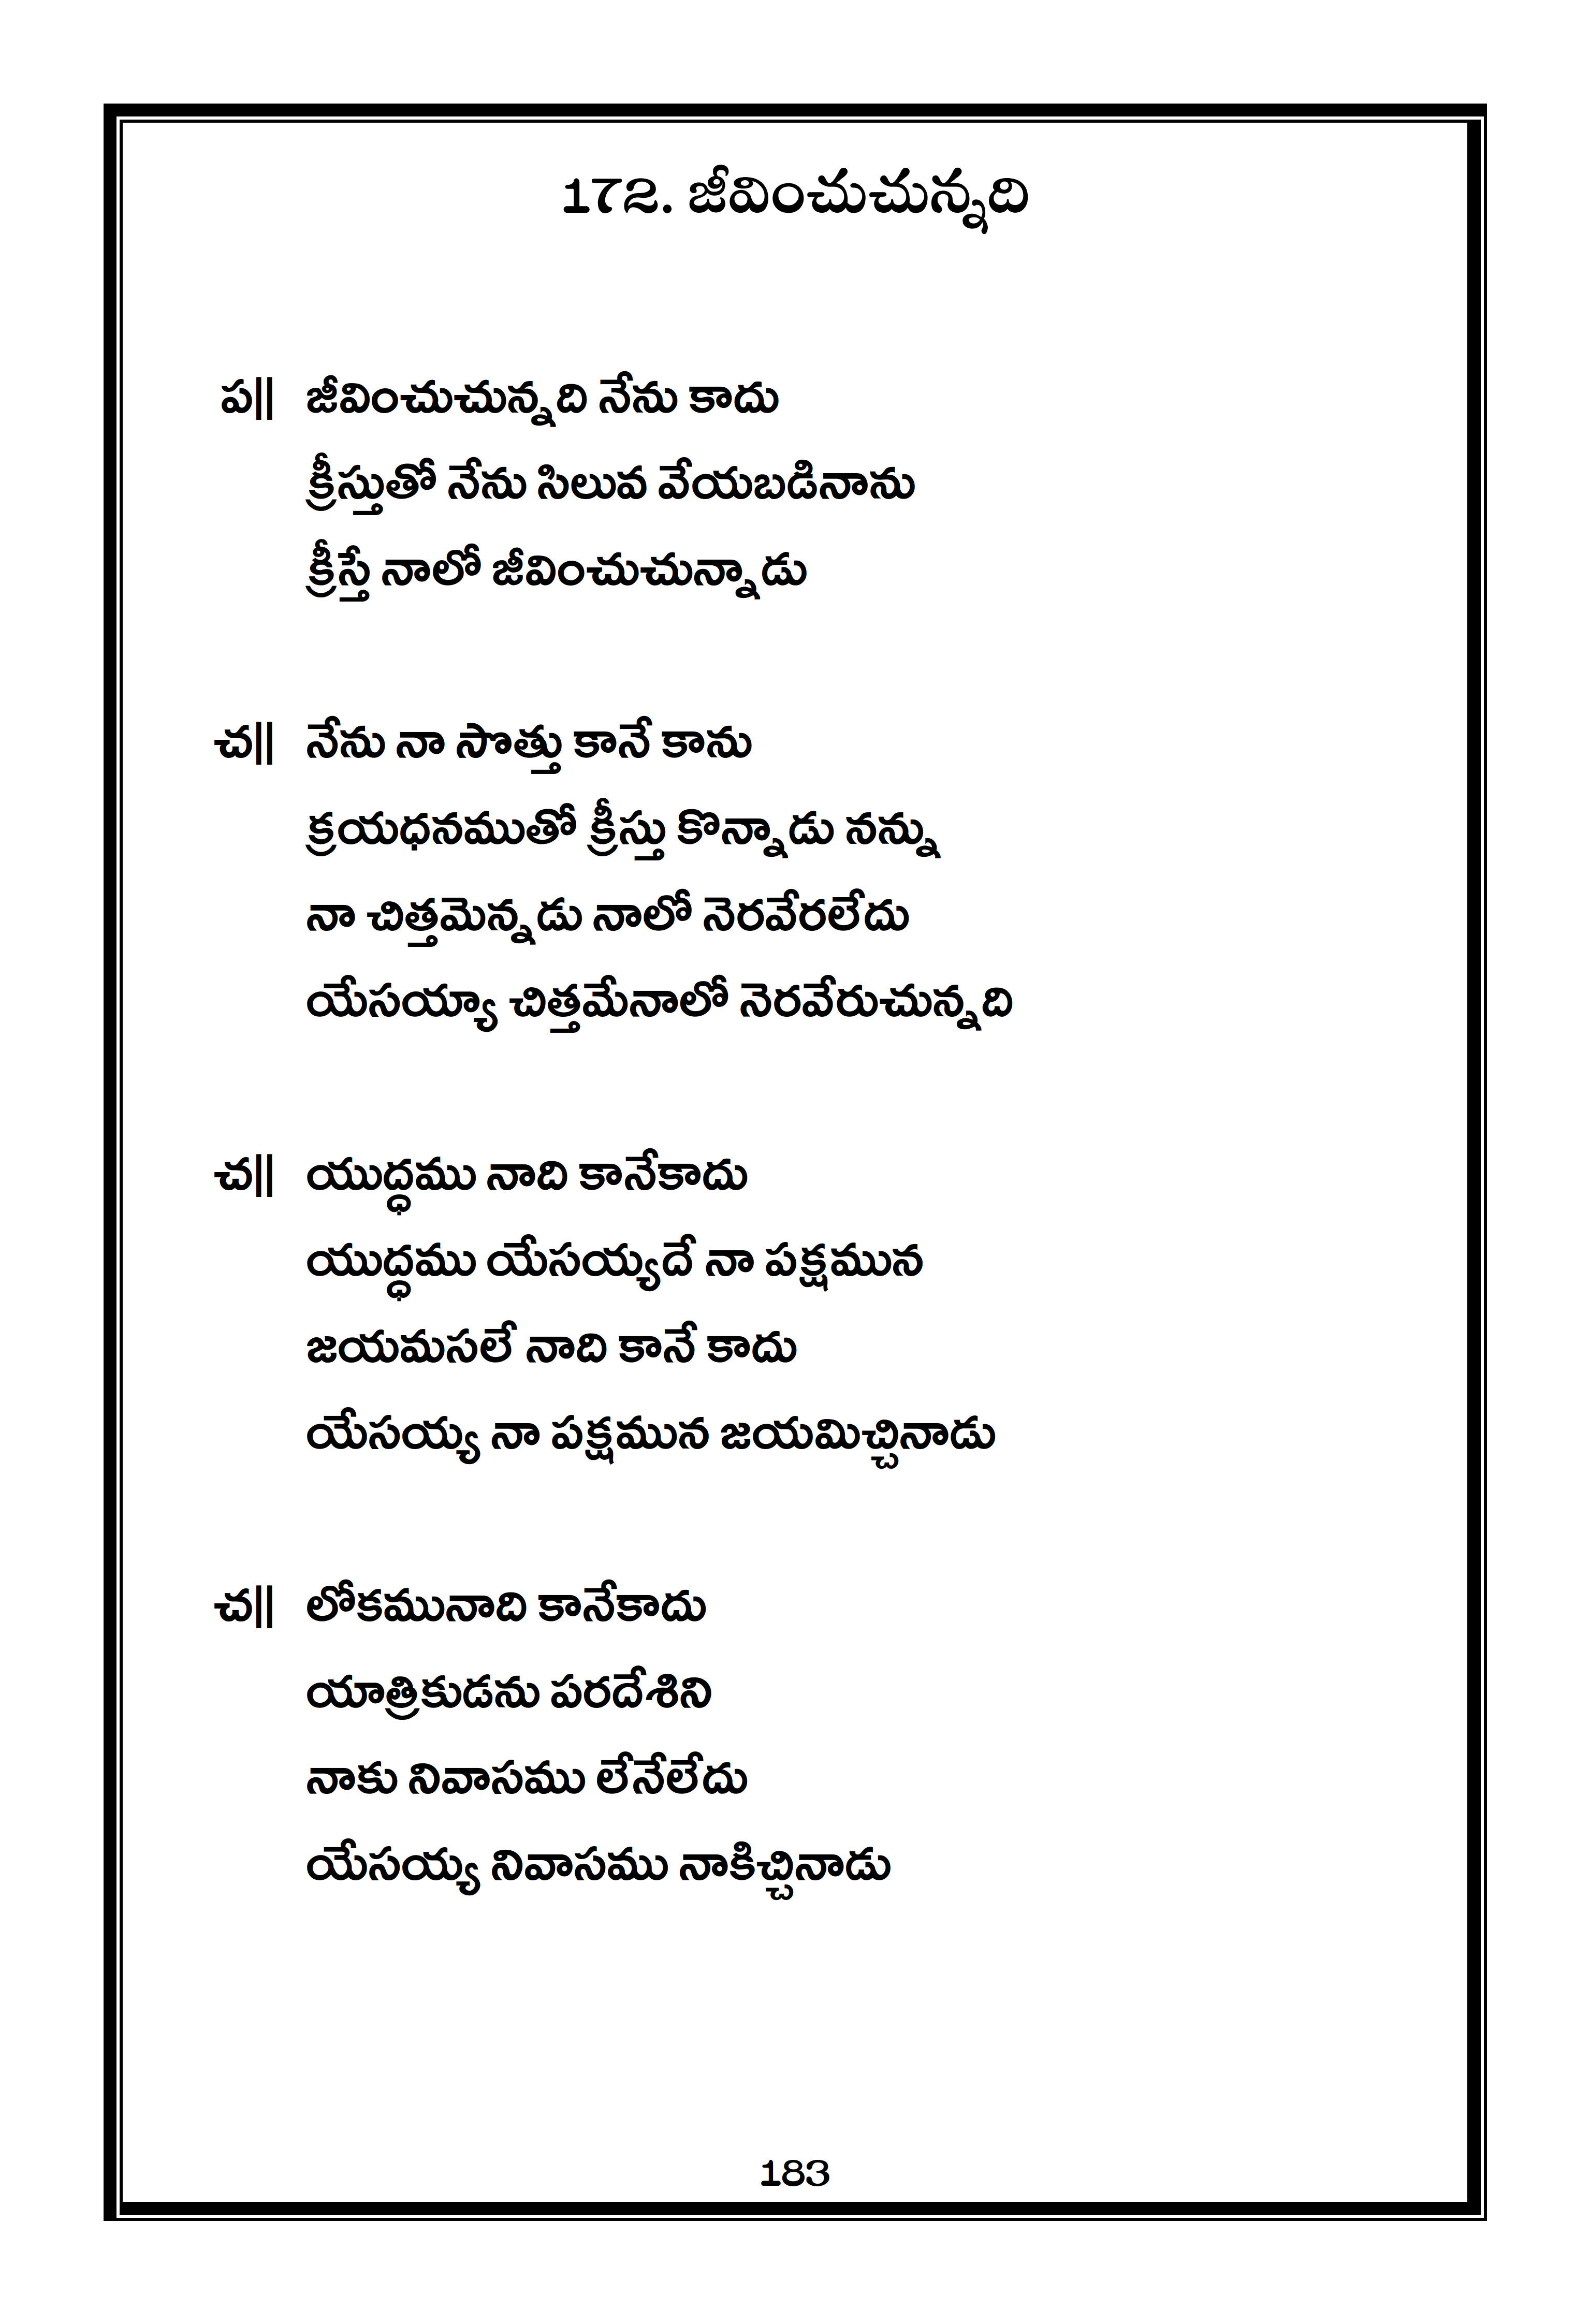 172. జీవించుచున్నది
ప|| జీవించుచున్నది నేను కాదు
క్రీస్తుతో నేను సిలువ వేయబడినాను
క్రీస్తే నాలో జీవించుచున్నాడు
చ|| నేను నా సొత్తు కానే కాను
క్రయధనముతో క్రీస్తు కొన్నాడు నన్ను
నా చిత్తమెన్నడు నాలో నెరవేరలేదు
యేసయ్యా చిత్తమేనాలో నెరవేరుచున్నది
చ|| యుద్ధము నాది కానేకాదు
యుద్ధము యేసయ్యదే నా పక్షమున
జయమసలే నాది కానే కాదు
యేసయ్య నా పక్షమున జయమిచ్చినాడు
చ|| లోకమునాది కానేకాదు
యాత్రికుడను పరదేశిని
నాకు నివాసము లేనేలేదు
యేసయ్య నివాసము నాకిచ్చినాడు
183